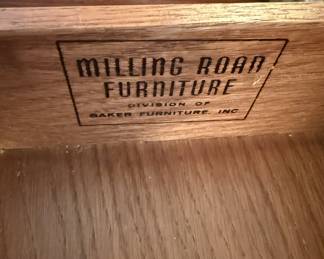 MILLING ROAD
FURNITURE
DIVISION OF
BAKER FURNITURE, INC